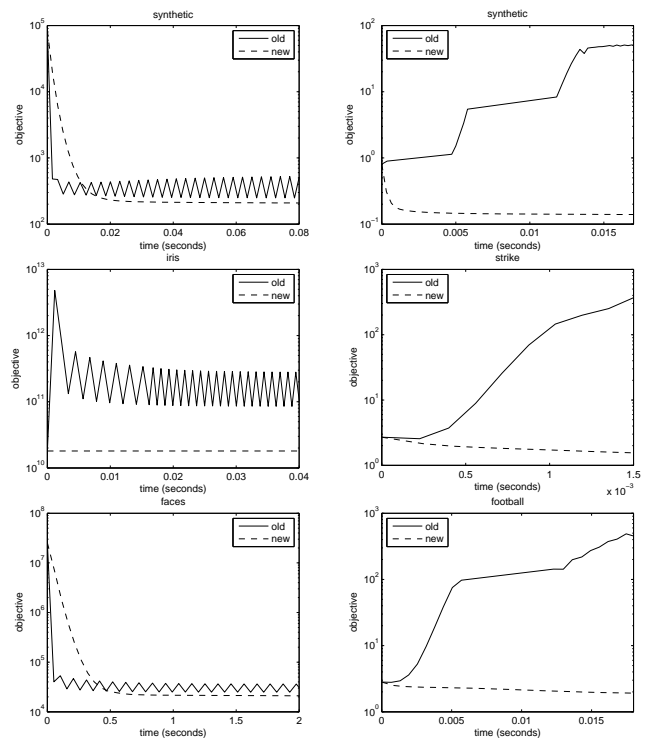 synthetic
10^5
10^4
10^3
10^2
objective
old
new
0 0.02 0.04 0.06 0.08
time (seconds)
synthetic
10^2
10^1
10^0
10^−1
objective
old
new
0 0.005 0.01 0.015
time (seconds)
iris
10^13
10^12
10^11
10^10
objective
old
new
0 0.01 0.02 0.03 0.04
time (seconds)
strike
10^3
10^2
10^1
10^0
objective
old
new
0 0.5 1 1.5
time (seconds)
x 10^−3
faces
10^8
10^7
10^6
10^5
10^4
objective
old
new
0 0.5 1 1.5 2
time (seconds)
football
10^3
10^2
10^1
10^0
objective
old
new
0 0.005 0.01 0.015
time (seconds)